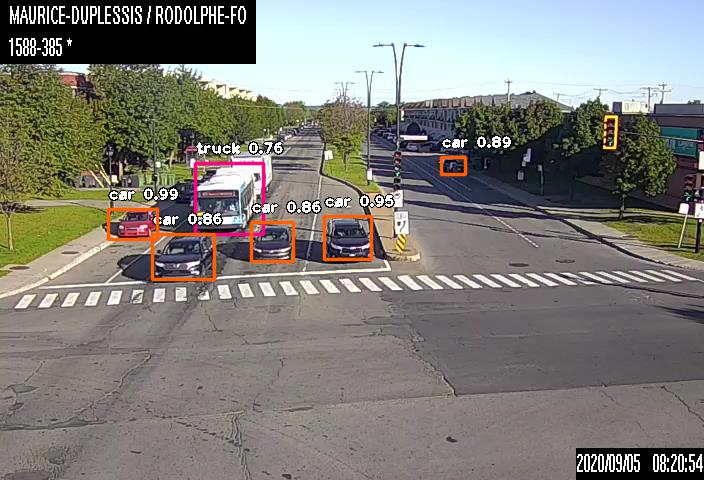 MAURICE-DUPLESSIS / RODOLPHE-FO
1588-385 *
truck 0.76
car 0.89
car 0.99
car 0.86
car 0.86
car 0.95
2020/09/05 08:20:54